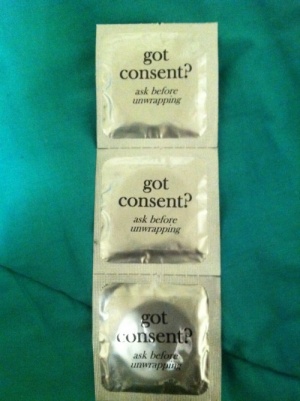 got
consent?
ask before
unwrapping
got
consent?
ask before
unwrapping
got
consent?
ask before
unwrapping